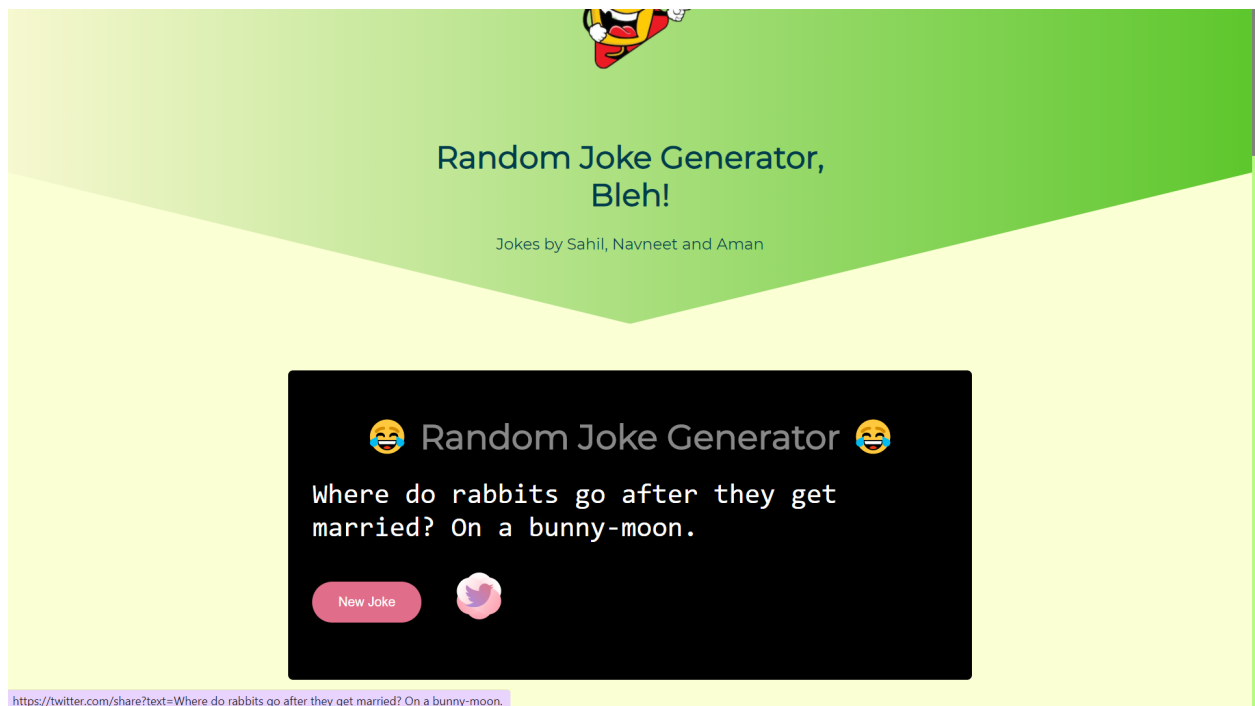 Random Joke Generator,
Bleh!
Jokes by Sahil, Navneet and Aman
😂 Random Joke Generator 😂
Where do rabbits go after they get
married? On a bunny-moon.
New Joke
https://twitter.com/share?text=Where do rabbits go after they get married? On a bunny-moon.